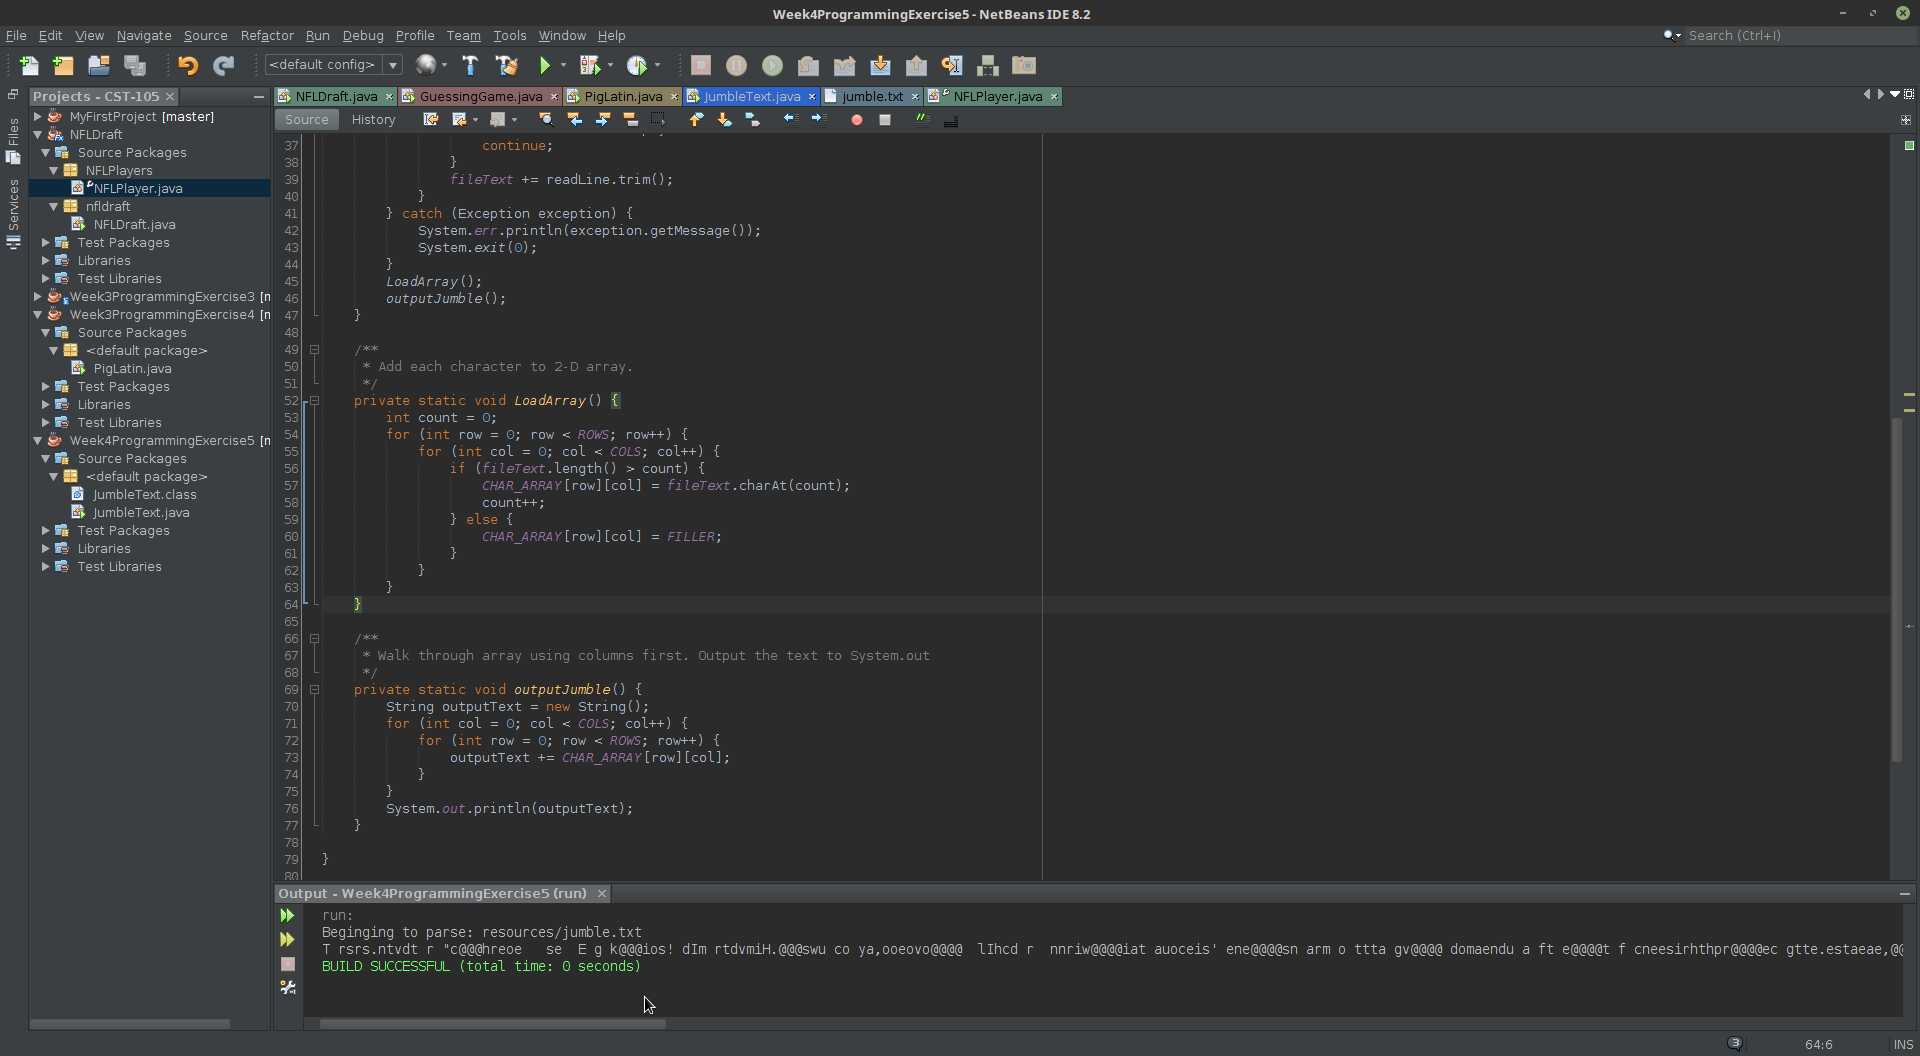 Week4ProgrammingExercise5 - NetBeans IDE 8.2
File Edit View Navigate Source Refactor Run Debug Profile Team Tools Window Help
Search (Ctrl+I)
<default config>
Files
Services
Projects - CST-105
MyFirstProject [master]
NFLDraft
Source Packages
NFLPlayers
NFLPlayer.java
nfldraft
NFLDraft.java
Test Packages
Libraries
Test Libraries
Week3ProgrammingExercise3 [n
Week3ProgrammingExercise4 [n
Source Packages
<default package>
PigLatin.java
Test Packages
Libraries
Test Libraries
Week4ProgrammingExercise5 [n
Source Packages
<default package>
JumbleText.class
JumbleText.java
Test Packages
Libraries
Test Libraries
NFLDraft.java GuessingGame.java PigLatin.java JumbleText.java jumble.txt NFLPlayer.java
Source History
37 continue;
38 }
39 fileText += readLine.trim();
40 }
41 } catch (Exception exception) {
42 System.err.println(exception.getMessage());
43 System.exit(0);
44 }
45 LoadArray();
46 outputJumble();
47 }
48
49 /**
50 * Add each character to 2-D array.
51 */
52 private static void LoadArray() {
53 int count = 0;
54 for (int row = 0; row < ROWS; row++) {
55 for (int col = 0; col < COLS; col++) {
56 if (fileText.length() > count) {
57 CHAR_ARRAY[row][col] = fileText.charAt(count);
58 count++;
59 } else {
60 CHAR_ARRAY[row][col] = FILLER;
61 }
62 }
63 }
64 }
65
66 /**
67 * Walk through array using columns first. Output the text to System.out
68 */
69 private static void outputJumble() {
70 String outputText = new String();
71 for (int col = 0; col < COLS; col++) {
72 for (int row = 0; row < ROWS; row++) {
73 outputText += CHAR_ARRAY[row][col];
74 }
75 }
76 System.out.println(outputText);
77 }
78
79 }
80
Output - Week4ProgrammingExercise5 (run)
run:
Beginging to parse: resources/jumble.txt
T rsrs.ntvdt r "c@@@hreoe   se  E g k@@@ios! dIm rtdvmiH.@@@swu co ya,ooeovo@@@@  lIhcd r  nnriw@@@@iat auoceis' ene@@@@sn arm o ttta gv@@@@ domaendu a ft e@@@@t f cneesirhthpr@@@@ec gtte.estaeae,@@
BUILD SUCCESSFUL (total time: 0 seconds)
3 64:6 INS